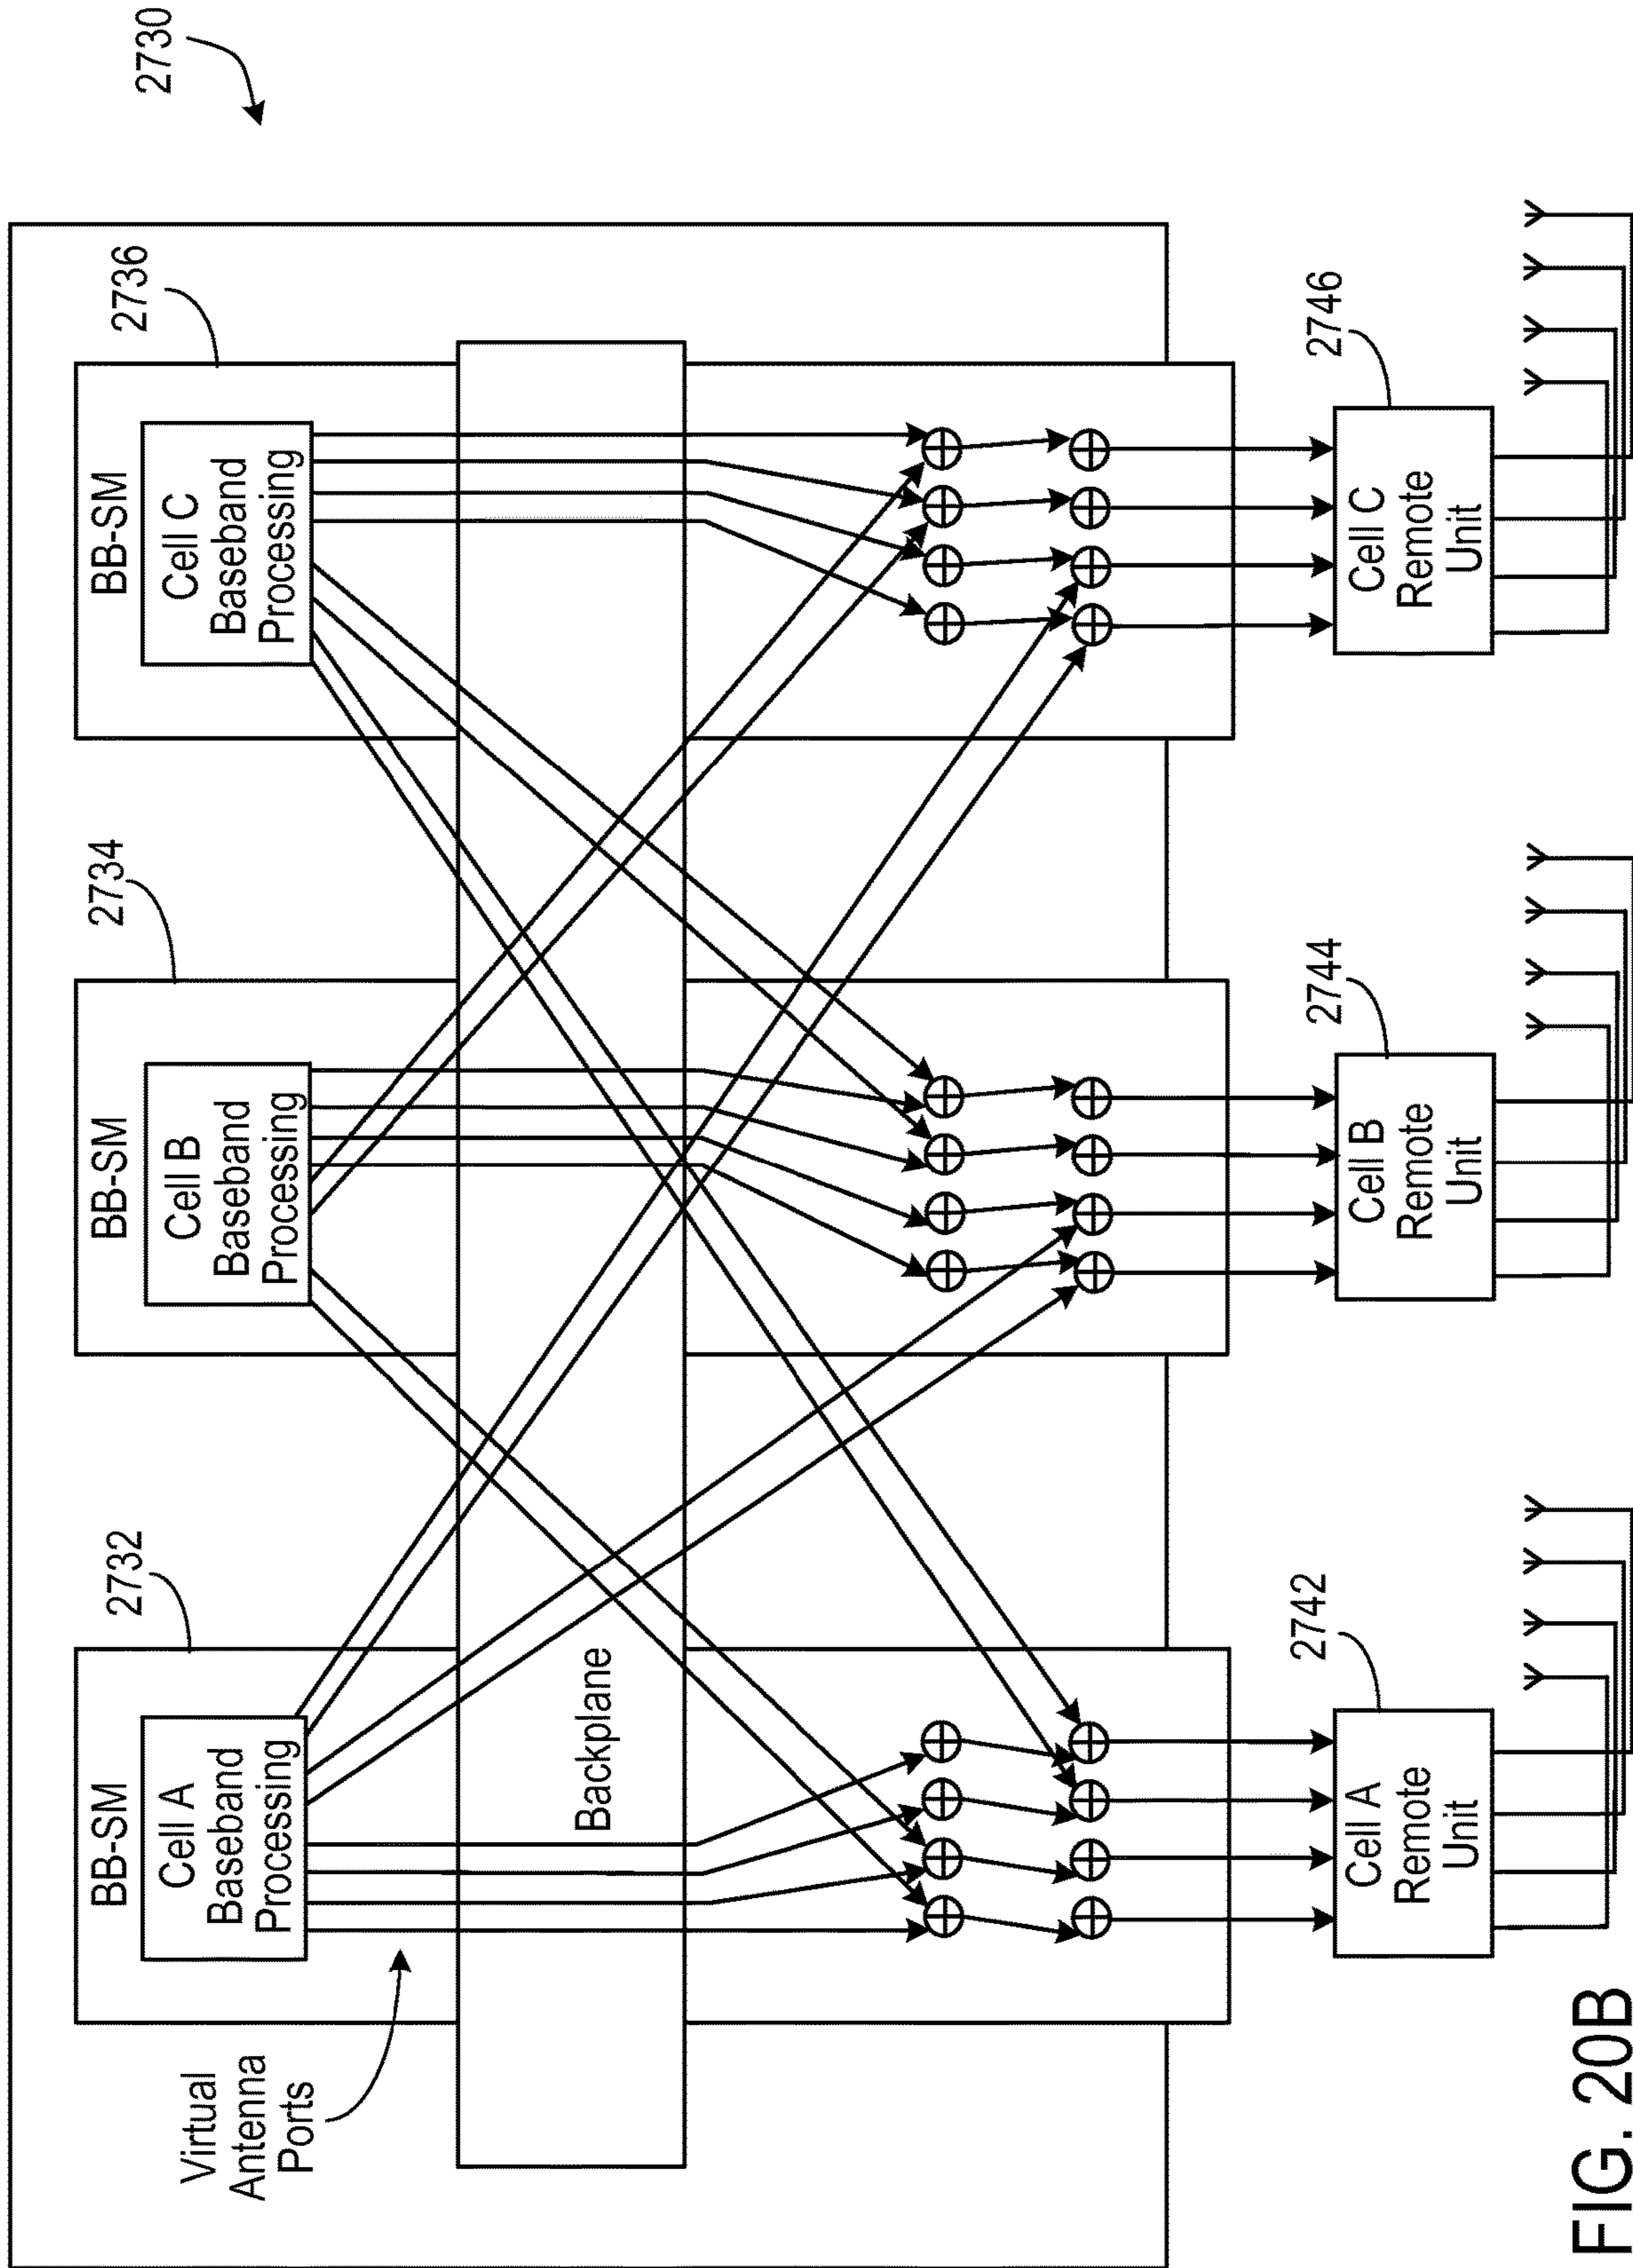 2730
2732
2734
2736
BB-SM
Cell A
Baseband
Processing
BB-SM
Cell B
Baseband
Processing
BB-SM
Cell C
Baseband
Processing
Virtual
Antenna
Ports
Backplane
2742
2744
2746
Cell A
Remote
Unit
Cell B
Remote
Unit
Cell C
Remote
Unit
FIG. 20B